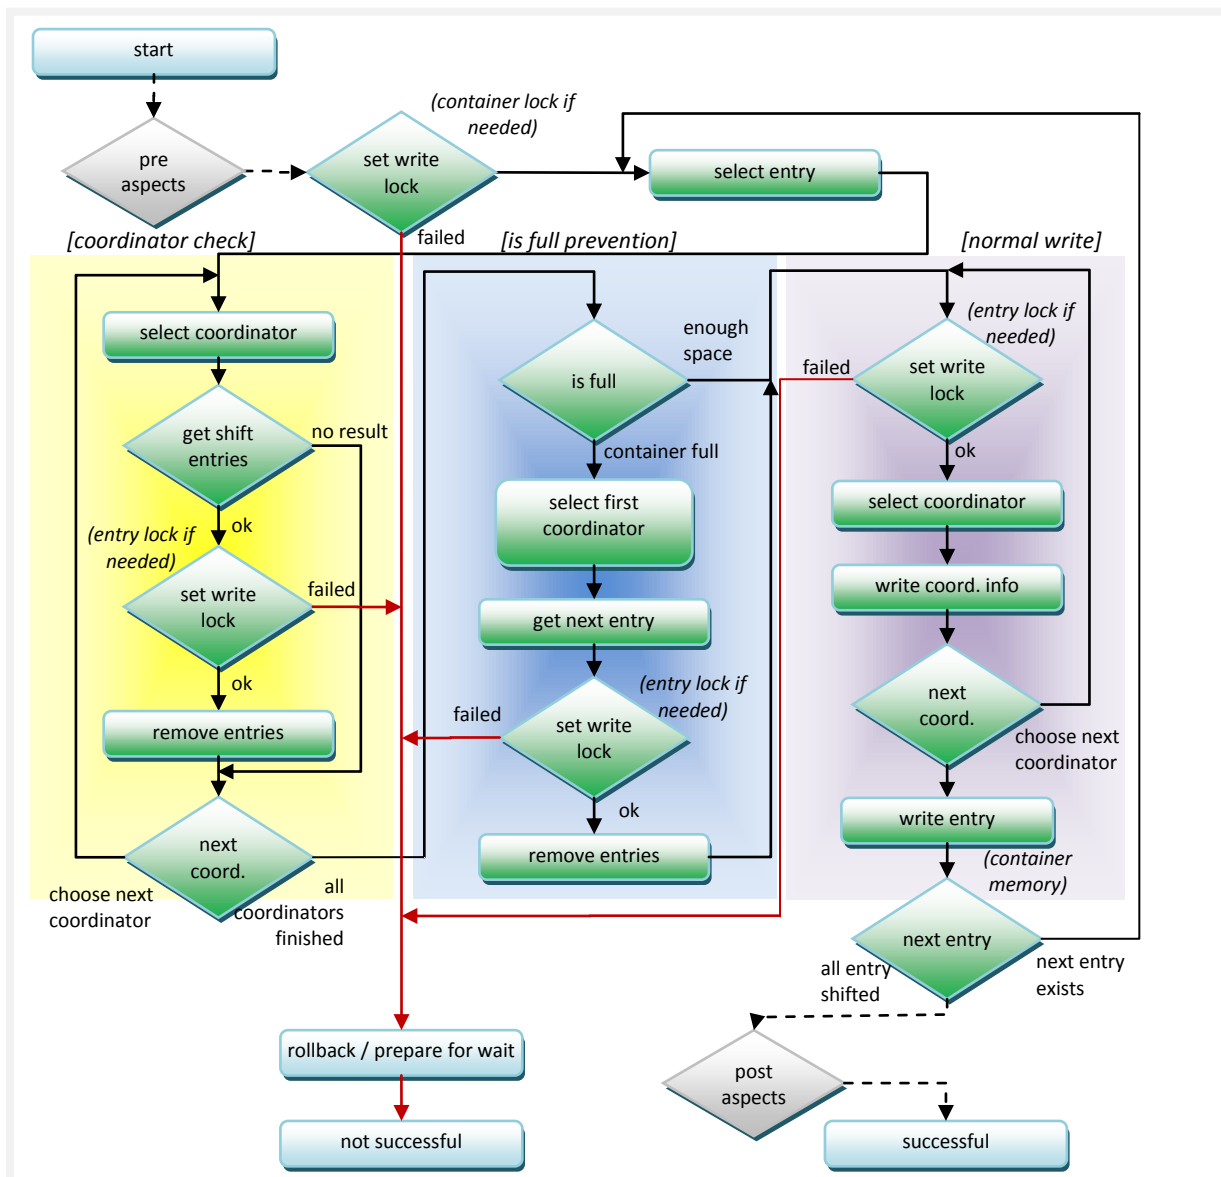 start
(container lock if
needed)
pre
aspects
set write
lock
select entry
failed
[coordinator check]
[is full prevention]
[normal write]
select coordinator
get shift
entries
no result
ok
(entry lock if
needed)
set write
lock
failed
ok
remove entries
next
coord.
choose next
coordinator
all
coordinators
finished
is full
enough
space
container full
select first
coordinator
get next entry
(entry lock if
needed)
failed
set write
lock
ok
remove entries
(entry lock if
needed)
failed
set write
lock
ok
select coordinator
write coord. info
next
coord.
choose next
coordinator
write entry
(container
memory)
next entry
all entry
shifted
next entry
exists
rollback / prepare for wait
not successful
post
aspects
successful